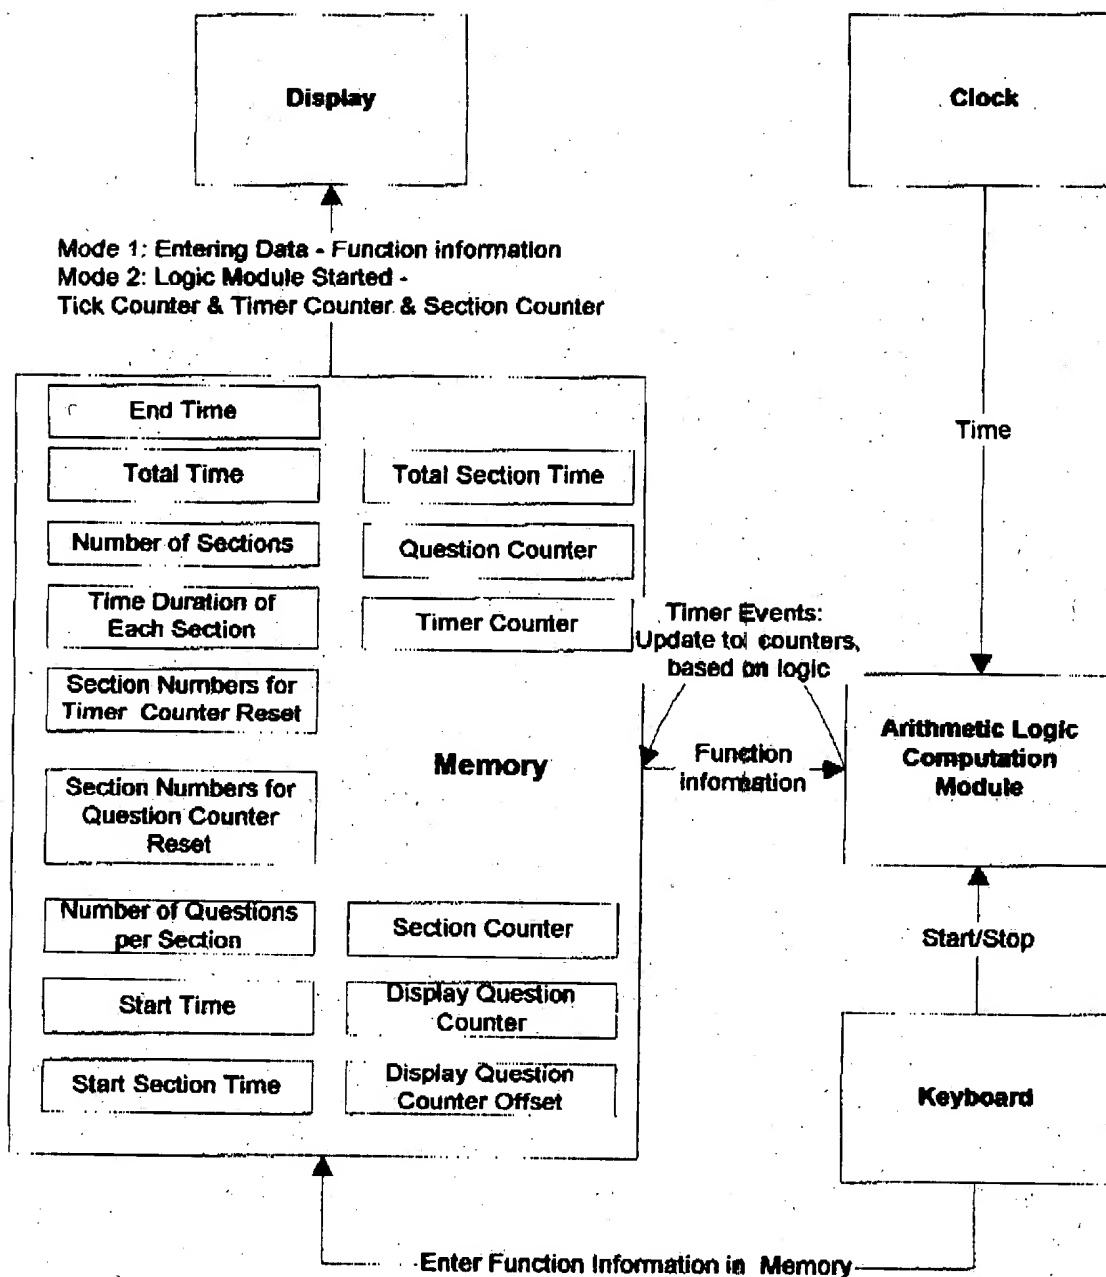 Display
Clock
Mode 1: Entering Data - Function information
Mode 2: Logic Module Started -
Tick Counter & Timer Counter & Section Counter
End Time
Total Time
Total Section Time
Time
Number of Sections
Question Counter
Time Duration of
Each Section
Timer Counter
Timer Events:
Update to counters,
based on logic
Section Numbers for
Timer Counter Reset
Memory
Function
information
Arithmetic Logic
Computation
Module
Section Numbers for
Question Counter
Reset
Number of Questions
per Section
Section Counter
Start/Stop
Start Time
Display Question
Counter
Start Section Time
Display Question
Counter Offset
Keyboard
Enter Function Information in Memory